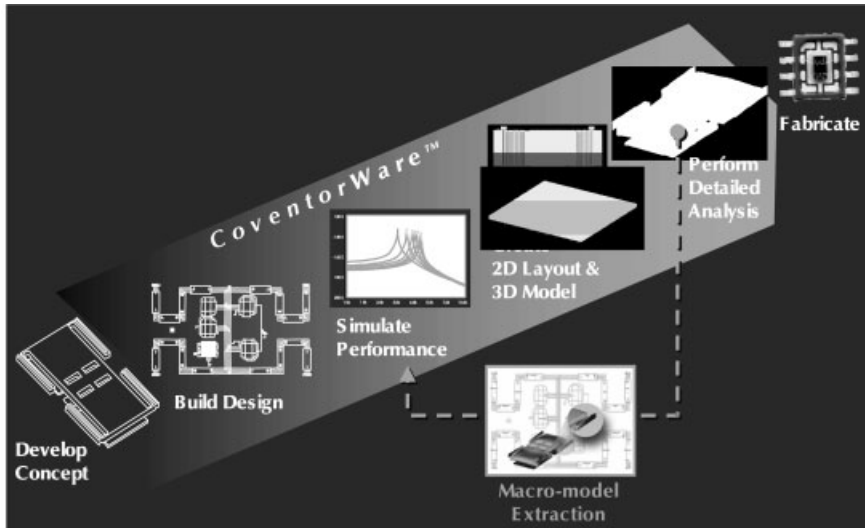 CoventorWare™
Fabricate
Perform
Detailed
Analysis
2D Layout &
3D Model
Simulate
Performance
Build Design
Develop
Concept
Macro-model
Extraction